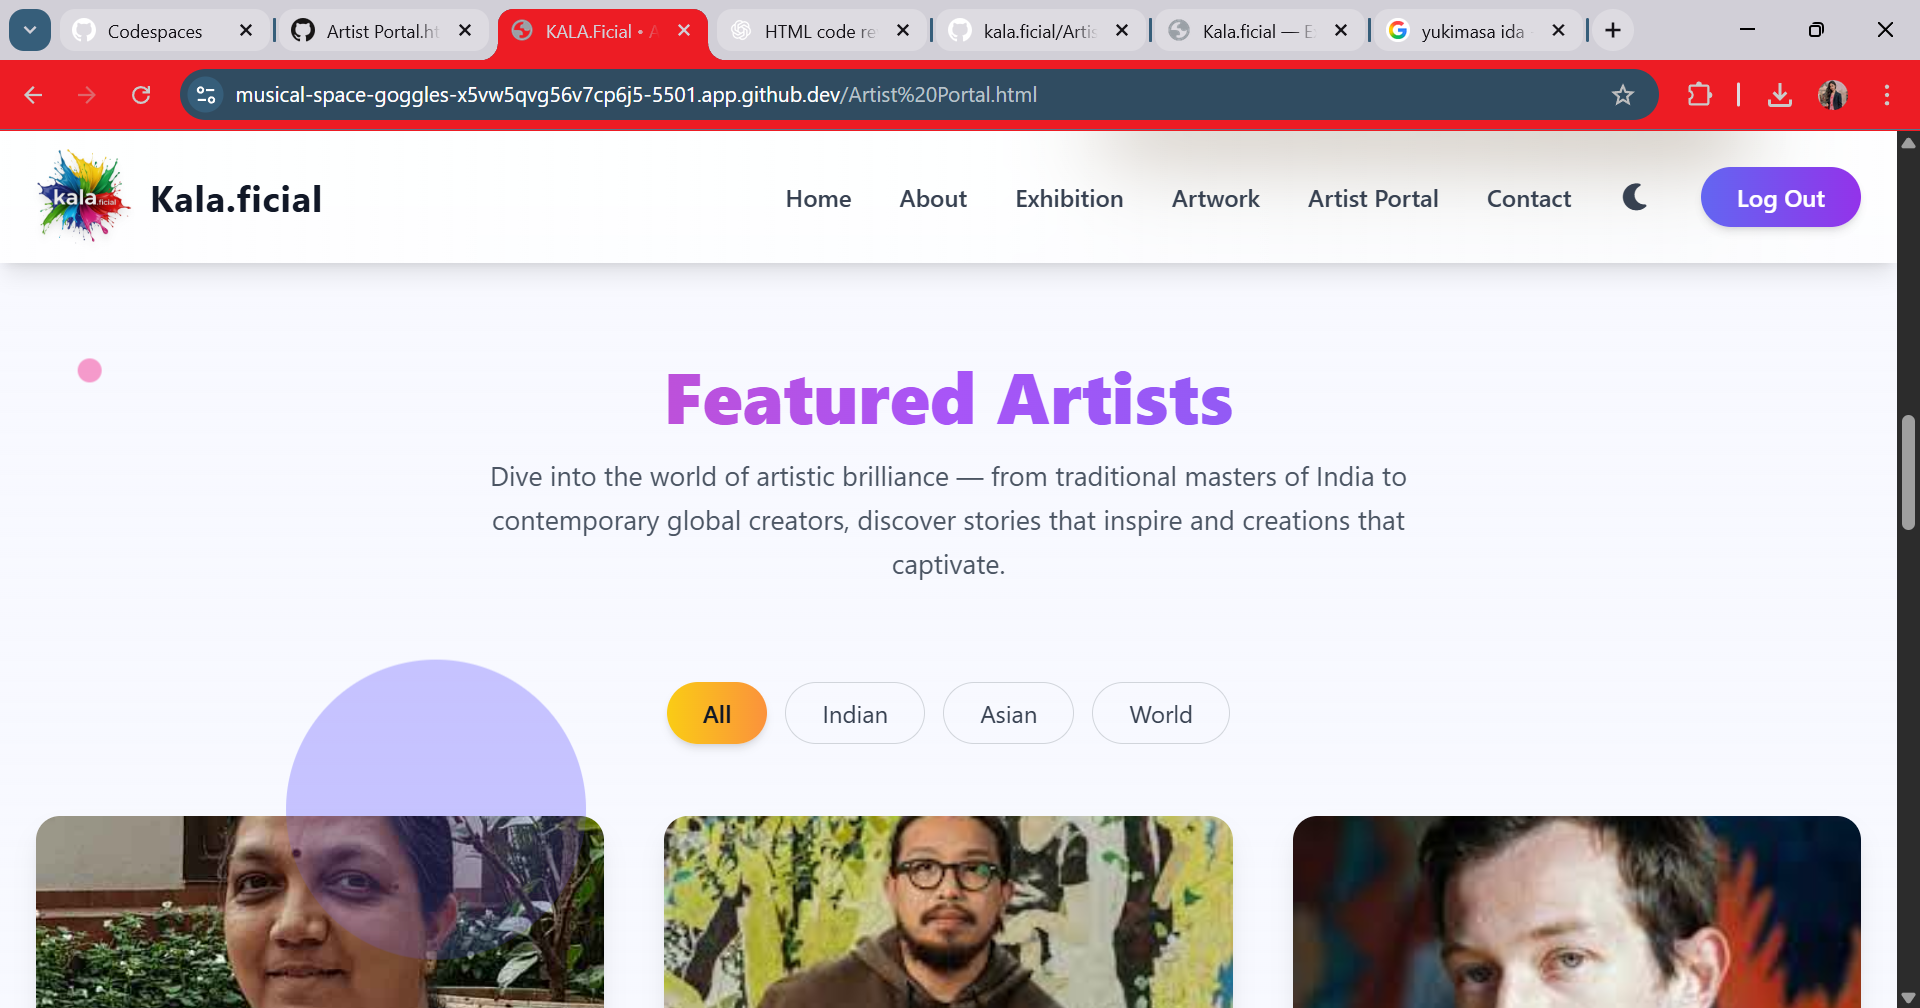 Codespaces
Artist Portal.ht
KALA.Ficial • A
HTML code re
kala.ficial/Artis
Kala.ficial — E
yukimasa ida
musical-space-goggles-x5vw5qvg56v7cp6j5-5501.app.github.dev/Artist%20Portal.html
kala.ficial
Kala.ficial
Home
About
Exhibition
Artwork
Artist Portal
Contact
Log Out
Featured Artists
Dive into the world of artistic brilliance — from traditional masters of India to
contemporary global creators, discover stories that inspire and creations that
captivate.
All
Indian
Asian
World